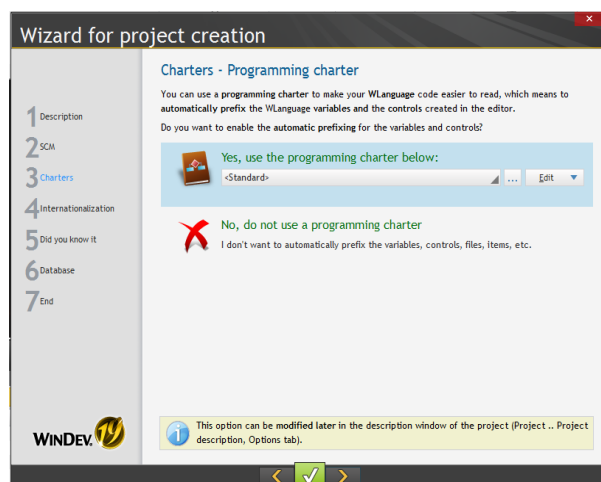 Wizard for project creation
Charters - Programming charter
You can use a programming charter to make your WLanguage code easier to read, which means to
automatically prefix the WLanguage variables and the controls created in the editor.
Do you want to enable the automatic prefixing for the variables and controls?
1 Description
2 SCM
3 Charters
4 Internationalization
5 Did you know it
6 Database
7 End
Yes, use the programming charter below:
<Standard>
... Edit
No, do not use a programming charter
I don't want to automatically prefix the variables, controls, files, items, etc.
This option can be modified later in the description window of the project (Project .. Project
description, Options tab).
WINDEV. 19